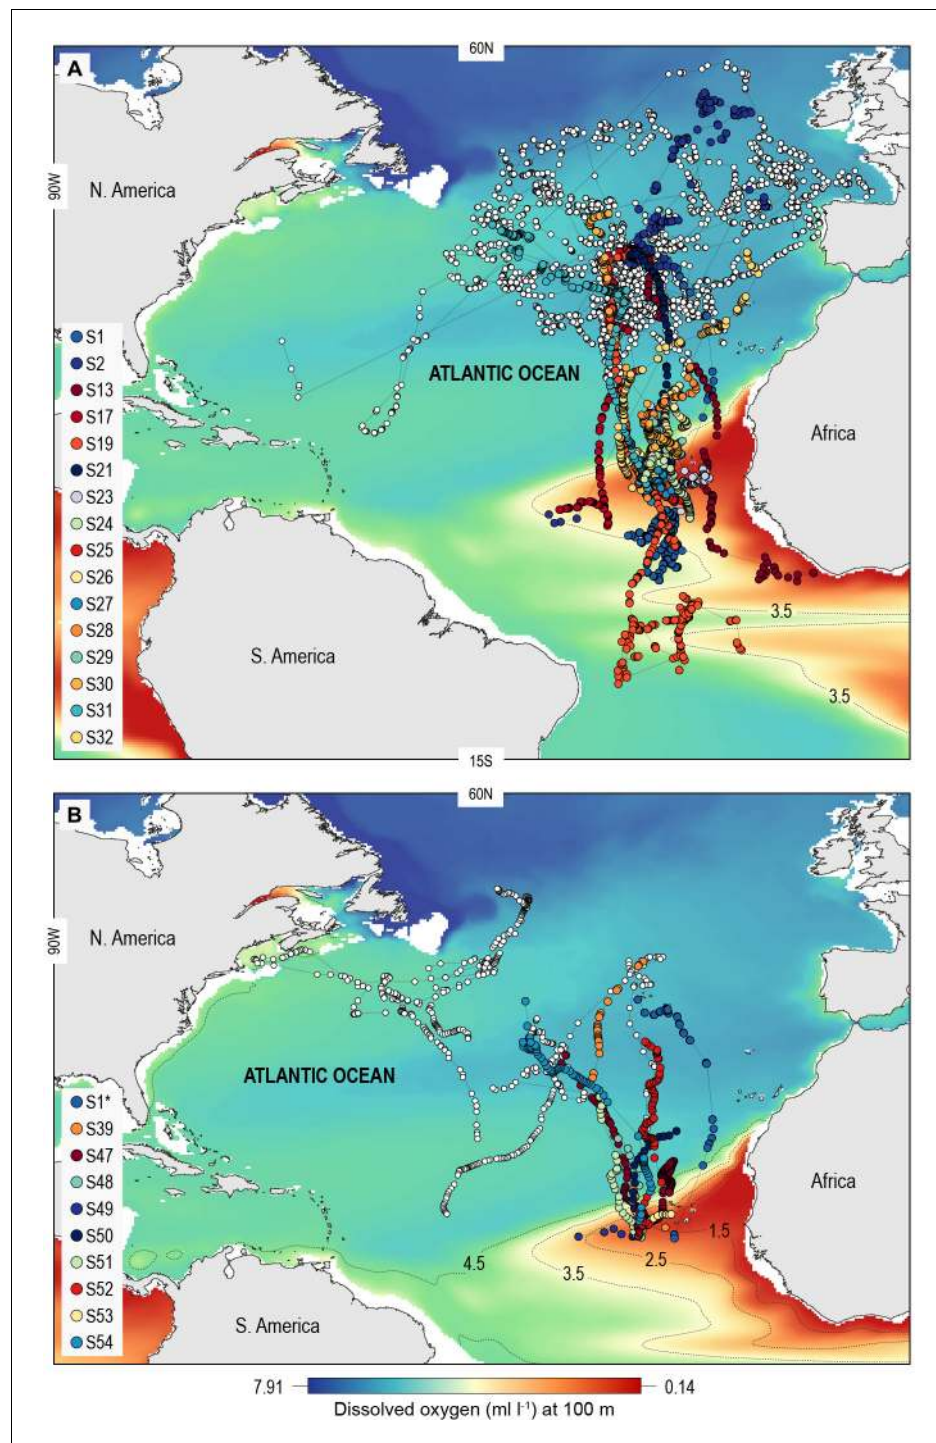 60N
A
90W
N. America
S1
S2
S13
S17
S19
S21
S23
S24
S25
S26
S27
S28
S29
S30
S31
S32
ATLANTIC OCEAN
Africa
3.5
S. America
3.5
15S
60N
B
90W
N. America
ATLANTIC OCEAN
S1*
S39
S47
S48
S49
S50
S51
S52
S53
S54
Africa
1.5
2.5
4.5
3.5
S. America
7.91
0.14
Dissolved oxygen (ml l⁻¹) at 100 m